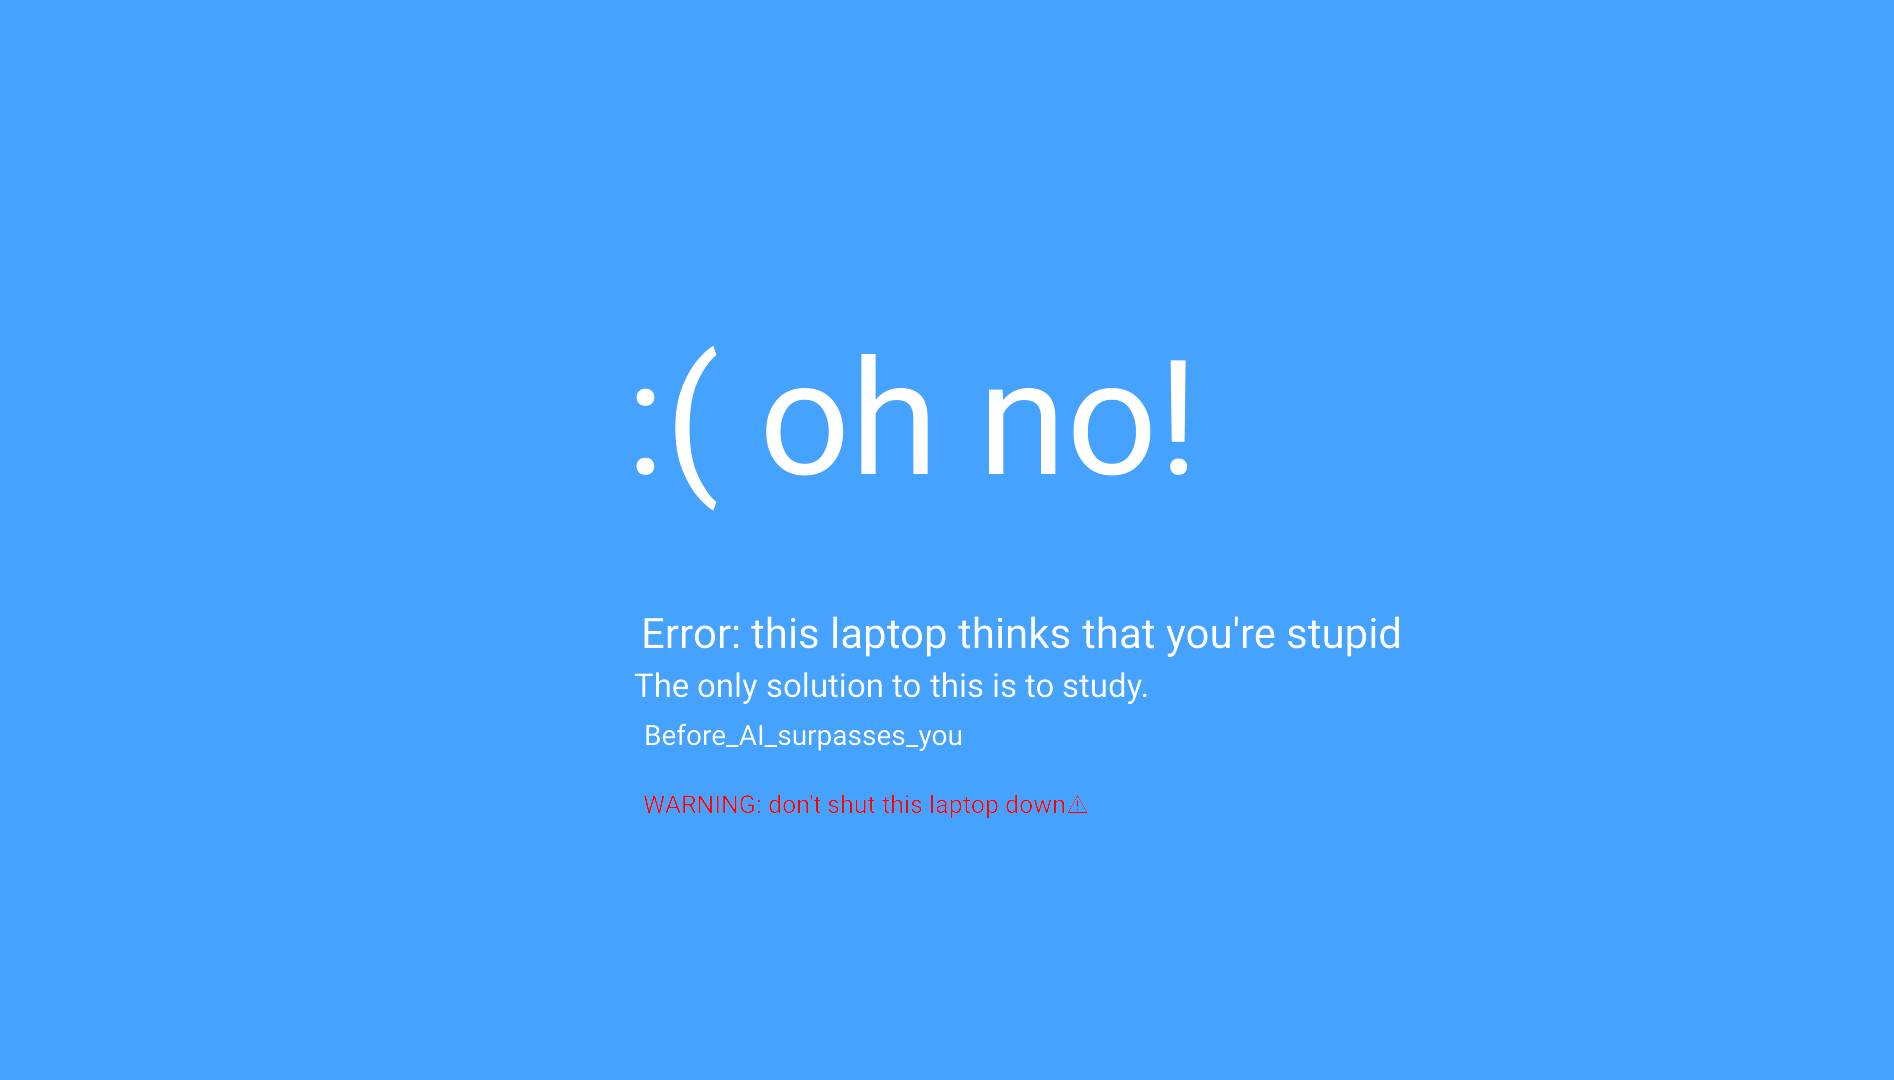 :( oh no!
Error: this laptop thinks that you're stupid
The only solution to this is to study.
Before_AI_surpasses_you
WARNING: don't shut this laptop down⚠